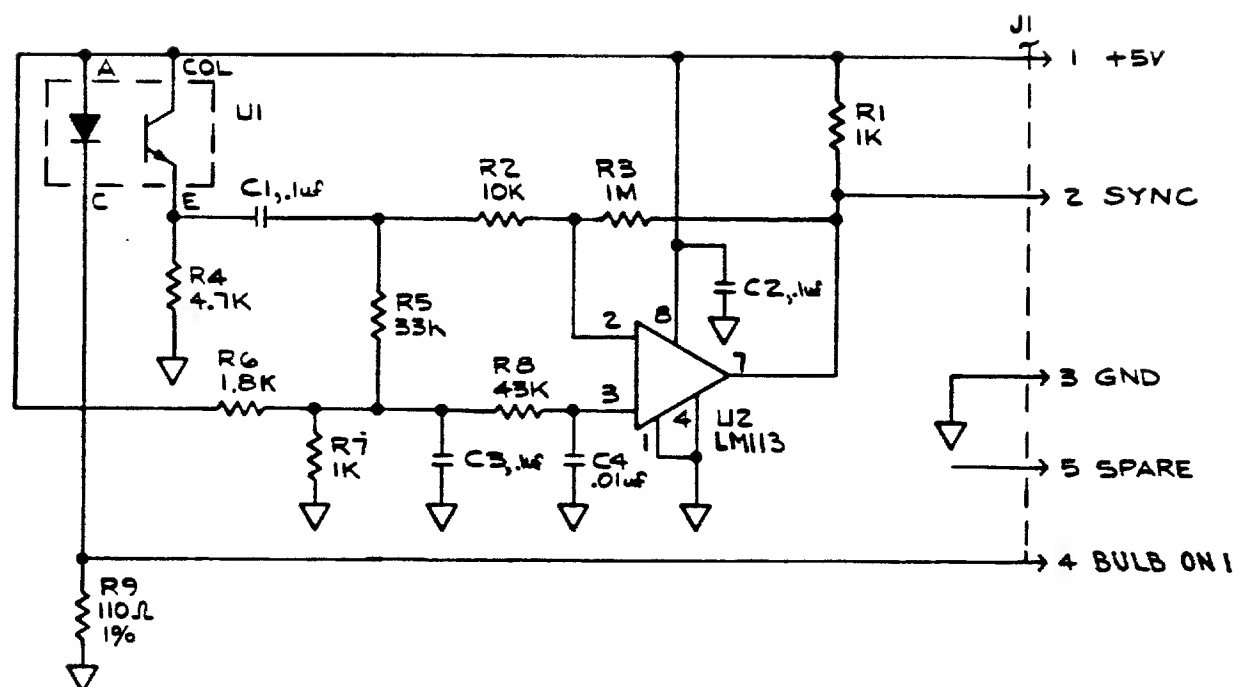 J1
1 +5V
A
COL
U1
C
E
R1
1K
C1, .1uf
R2
10K
R3
1M
2 SYNC
R4
4.7K
R5
33K
C2, .1uf
8
2
7
3 GND
R6
1.8K
R8
43K
3
4
1
U2
LM113
R7
1K
C3, .1uf
C4
.01uf
5 SPARE
4 BULB ON 1
R9
110Ω
1%